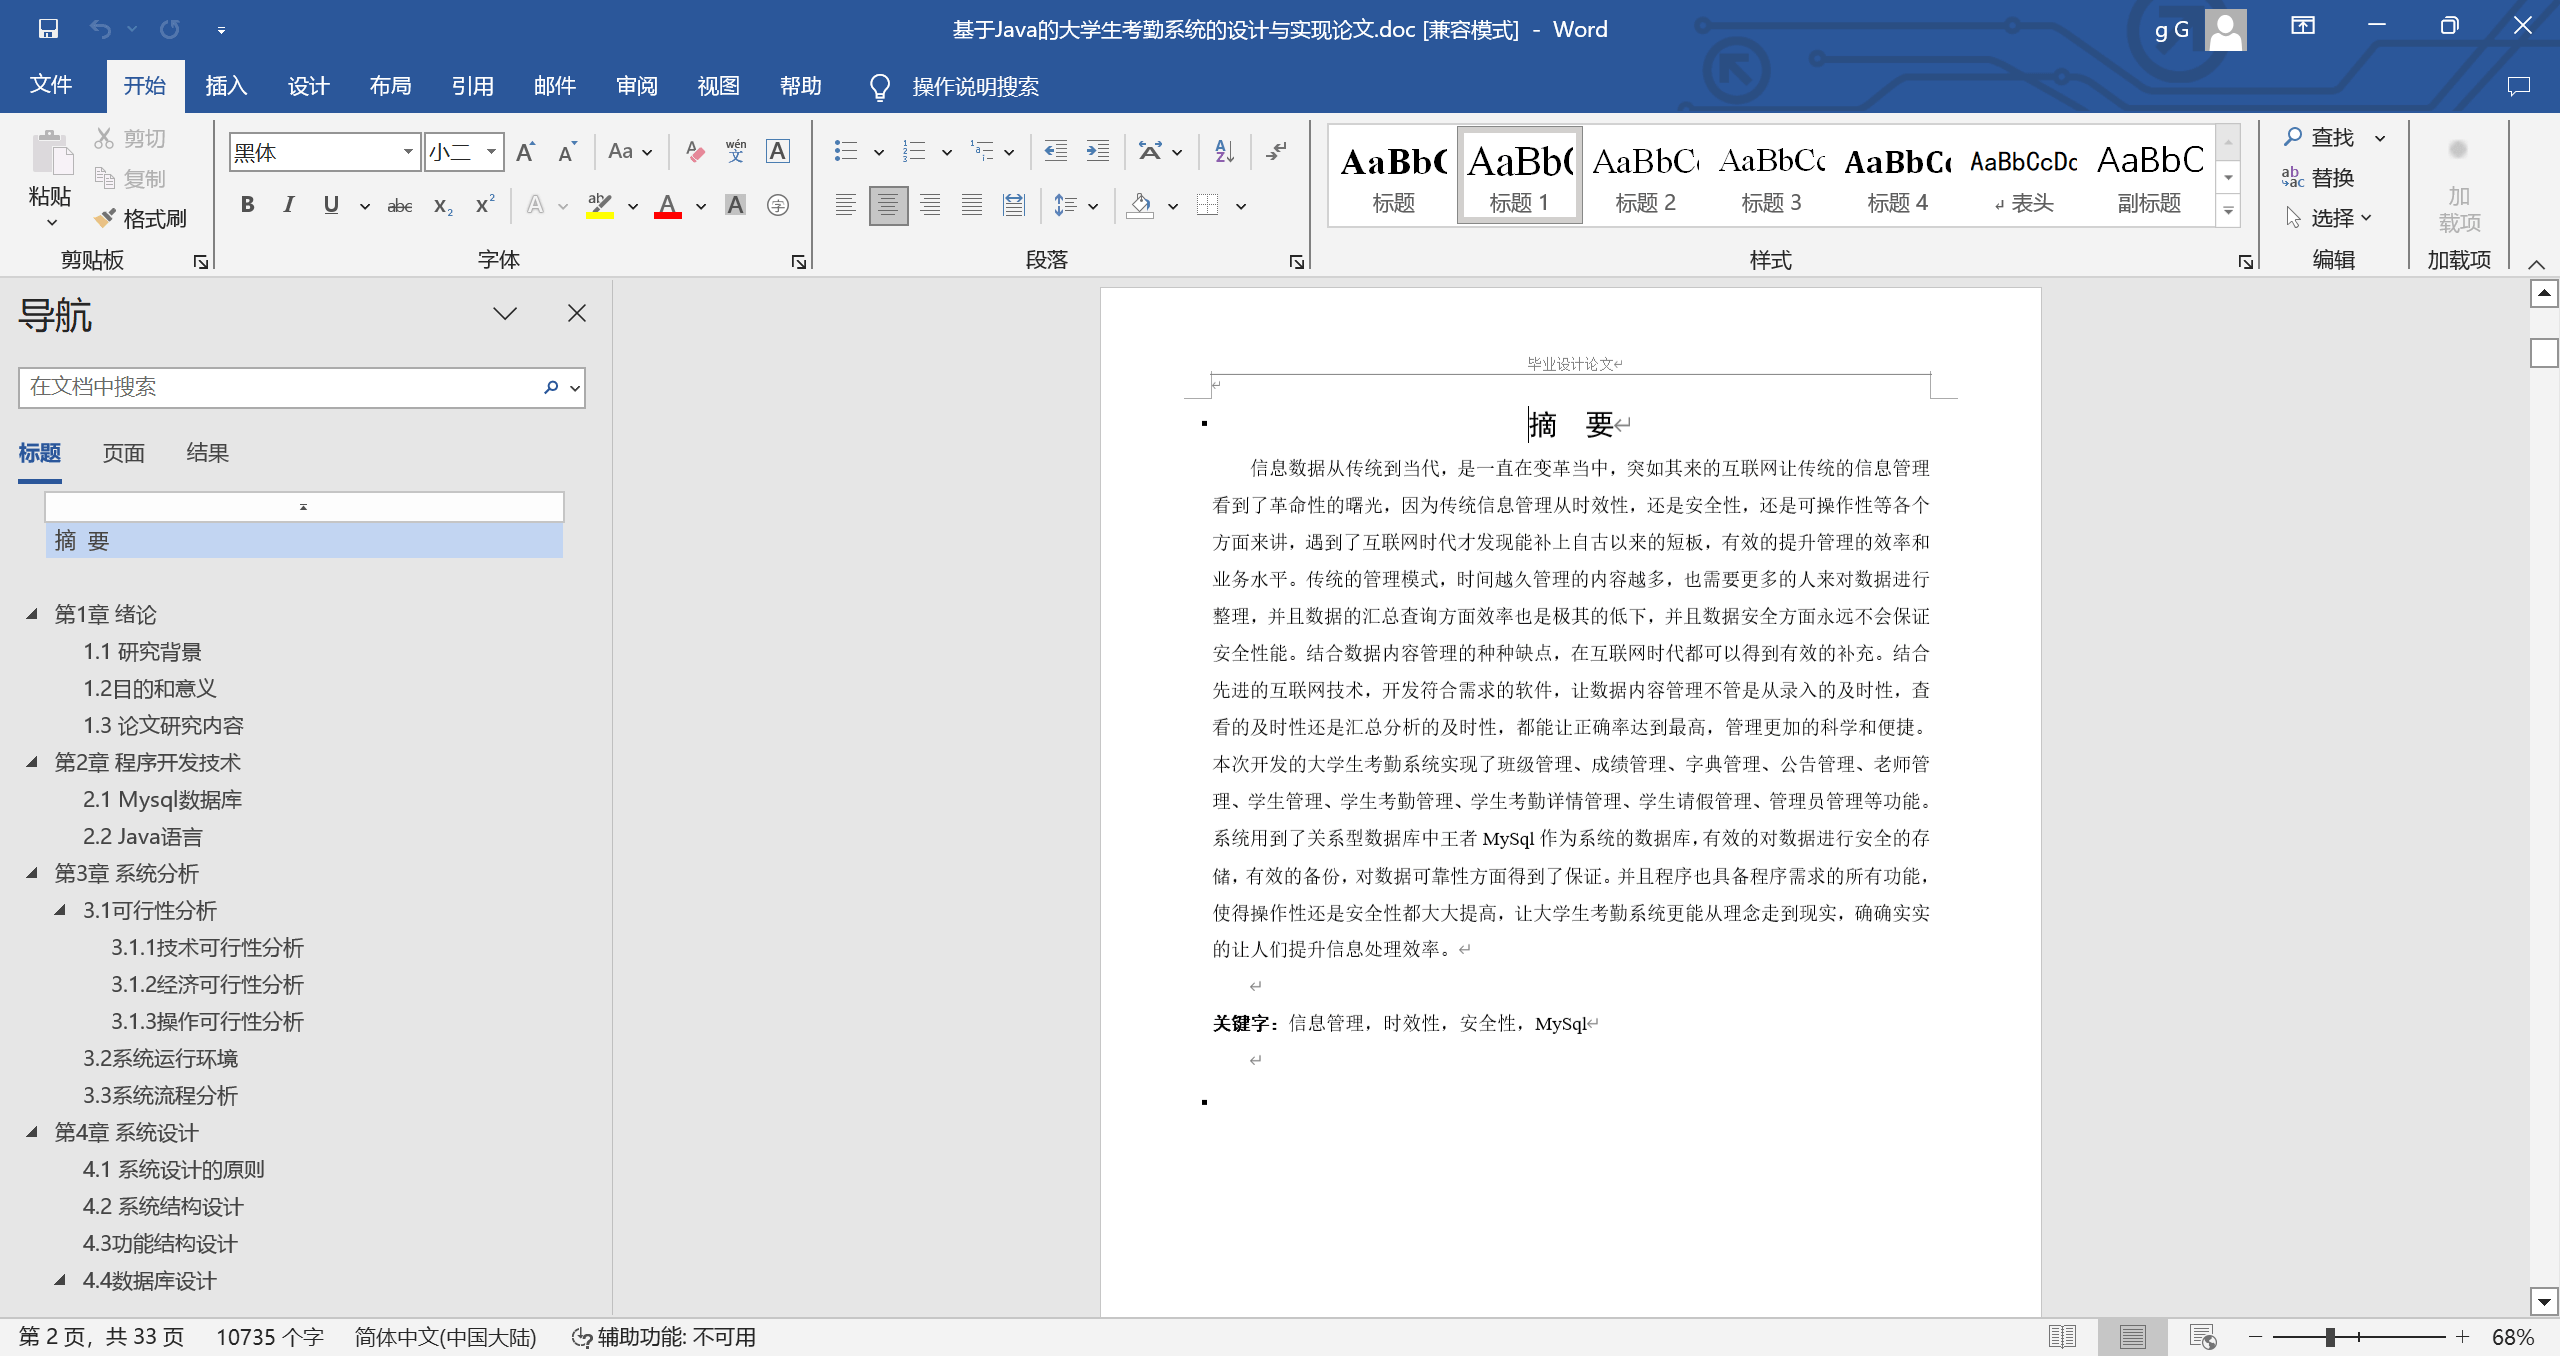 基于Java的大学生考勤系统的设计与实现论文.doc [兼容模式] - Word
g G
文件 开始 插入 设计 布局 引用 邮件 审阅 视图 帮助 操作说明搜索
粘贴
剪切
复制
格式刷
剪贴板
黑体 小二
字体
段落
AaBbC 标题
AaBb( 标题 1
AaBbC 标题 2
AaBbCc 标题 3
AaBbCc 标题 4
AaBbCcDc 表头
AaBbC 副标题
样式
查找
替换
选择
编辑
加
载项
加载项
导航
在文档中搜索
标题 页面 结果
摘 要
第1章 绪论
1.1 研究背景
1.2目的和意义
1.3 论文研究内容
第2章 程序开发技术
2.1 Mysql数据库
2.2 Java语言
第3章 系统分析
3.1可行性分析
3.1.1技术可行性分析
3.1.2经济可行性分析
3.1.3操作可行性分析
3.2系统运行环境
3.3系统流程分析
第4章 系统设计
4.1 系统设计的原则
4.2 系统结构设计
4.3功能结构设计
4.4数据库设计
毕业设计论文
摘 要
信息数据从传统到当代，是一直在变革当中，突如其来的互联网让传统的信息管理
看到了革命性的曙光，因为传统信息管理从时效性，还是安全性，还是可操作性等各个
方面来讲，遇到了互联网时代才发现能补上自古以来的短板，有效的提升管理的效率和
业务水平。传统的管理模式，时间越久管理的内容越多，也需要更多的人来对数据进行
整理，并且数据的汇总查询方面效率也是极其的低下，并且数据安全方面永远不会保证
安全性能。结合数据内容管理的种种缺点，在互联网时代都可以得到有效的补充。结合
先进的互联网技术，开发符合需求的软件，让数据内容管理不管是从录入的及时性，查
看的及时性还是汇总分析的及时性，都能让正确率达到最高，管理更加的科学和便捷。
本次开发的大学生考勤系统实现了班级管理、成绩管理、字典管理、公告管理、老师管
理、学生管理、学生考勤管理、学生考勤详情管理、学生请假管理、管理员管理等功能。
系统用到了关系型数据库中王者 MySql 作为系统的数据库，有效的对数据进行安全的存
储，有效的备份，对数据可靠性方面得到了保证。并且程序也具备程序需求的所有功能，
使得操作性还是安全性都大大提高，让大学生考勤系统更能从理念走到现实，确确实实
的让人们提升信息处理效率。
关键字：信息管理，时效性，安全性，MySql
第 2 页，共 33 页 10735 个字 简体中文(中国大陆) 辅助功能: 不可用
68%